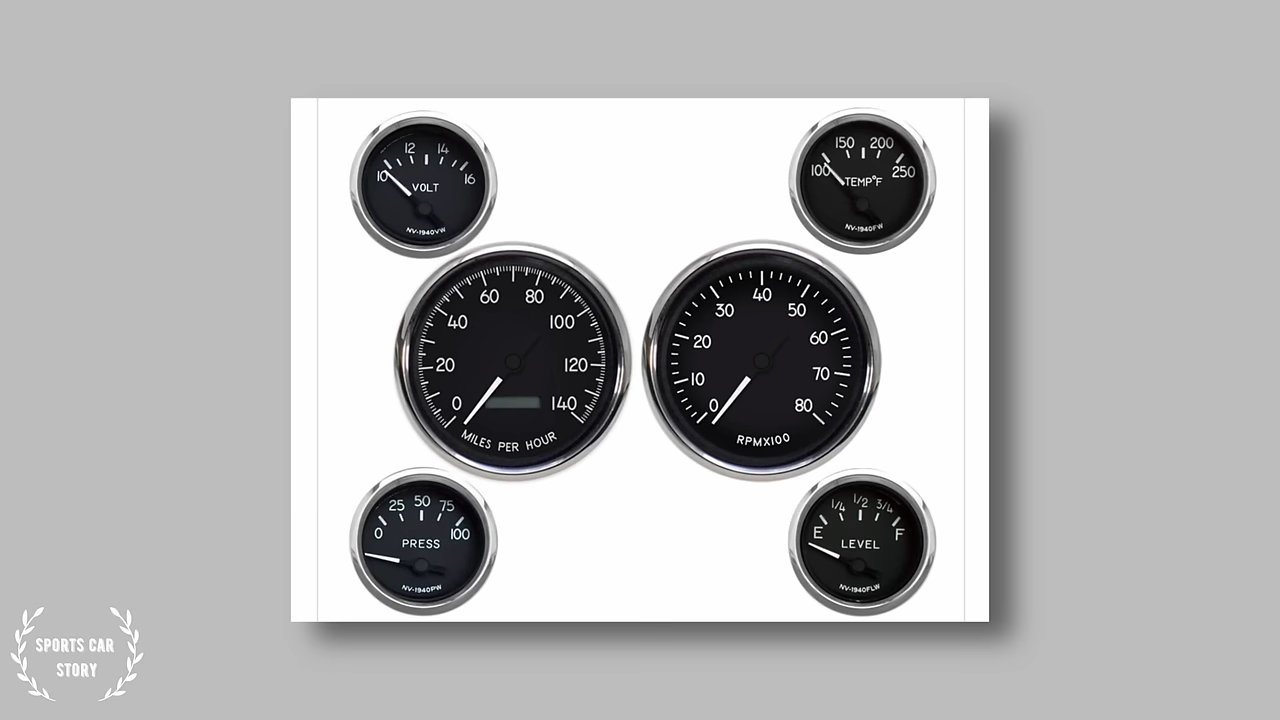 12 14
10 16
VOLT
NV-1940VW
150 200
100 250
TEMP°F
NV-1940FW
60 80
40 100
20 120
0 140
MILES PER HOUR
40
30 50
20 60
10 70
0 80
RPMX100
25 50 75
0 100
PRESS
NV-1940PW
1/4 1/2 3/4
E F
LEVEL
NV-1940FLW
SPORTS CAR
STORY